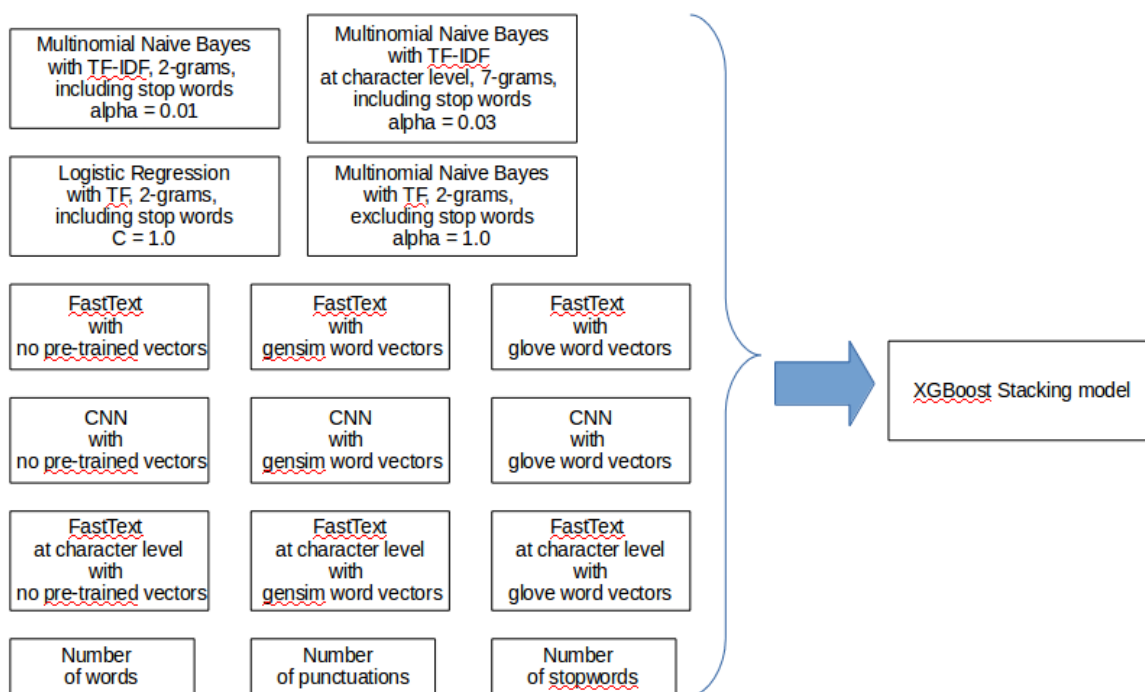 Multinomial Naive Bayes
with TF-IDF, 2-grams,
including stop words
alpha = 0.01
Multinomial Naive Bayes
with TF-IDF
at character level, 7-grams,
including stop words
alpha = 0.03
Logistic Regression
with TF, 2-grams,
including stop words
C = 1.0
Multinomial Naive Bayes
with TF, 2-grams,
excluding stop words
alpha = 1.0
FastText
with
no pre-trained vectors
FastText
with
gensim word vectors
FastText
with
glove word vectors
CNN
with
no pre-trained vectors
CNN
with
gensim word vectors
CNN
with
glove word vectors
FastText
at character level
with
no pre-trained vectors
FastText
at character level
with
gensim word vectors
FastText
at character level
with
glove word vectors
Number
of words
Number
of punctuations
Number
of stopwords
XGBoost Stacking model